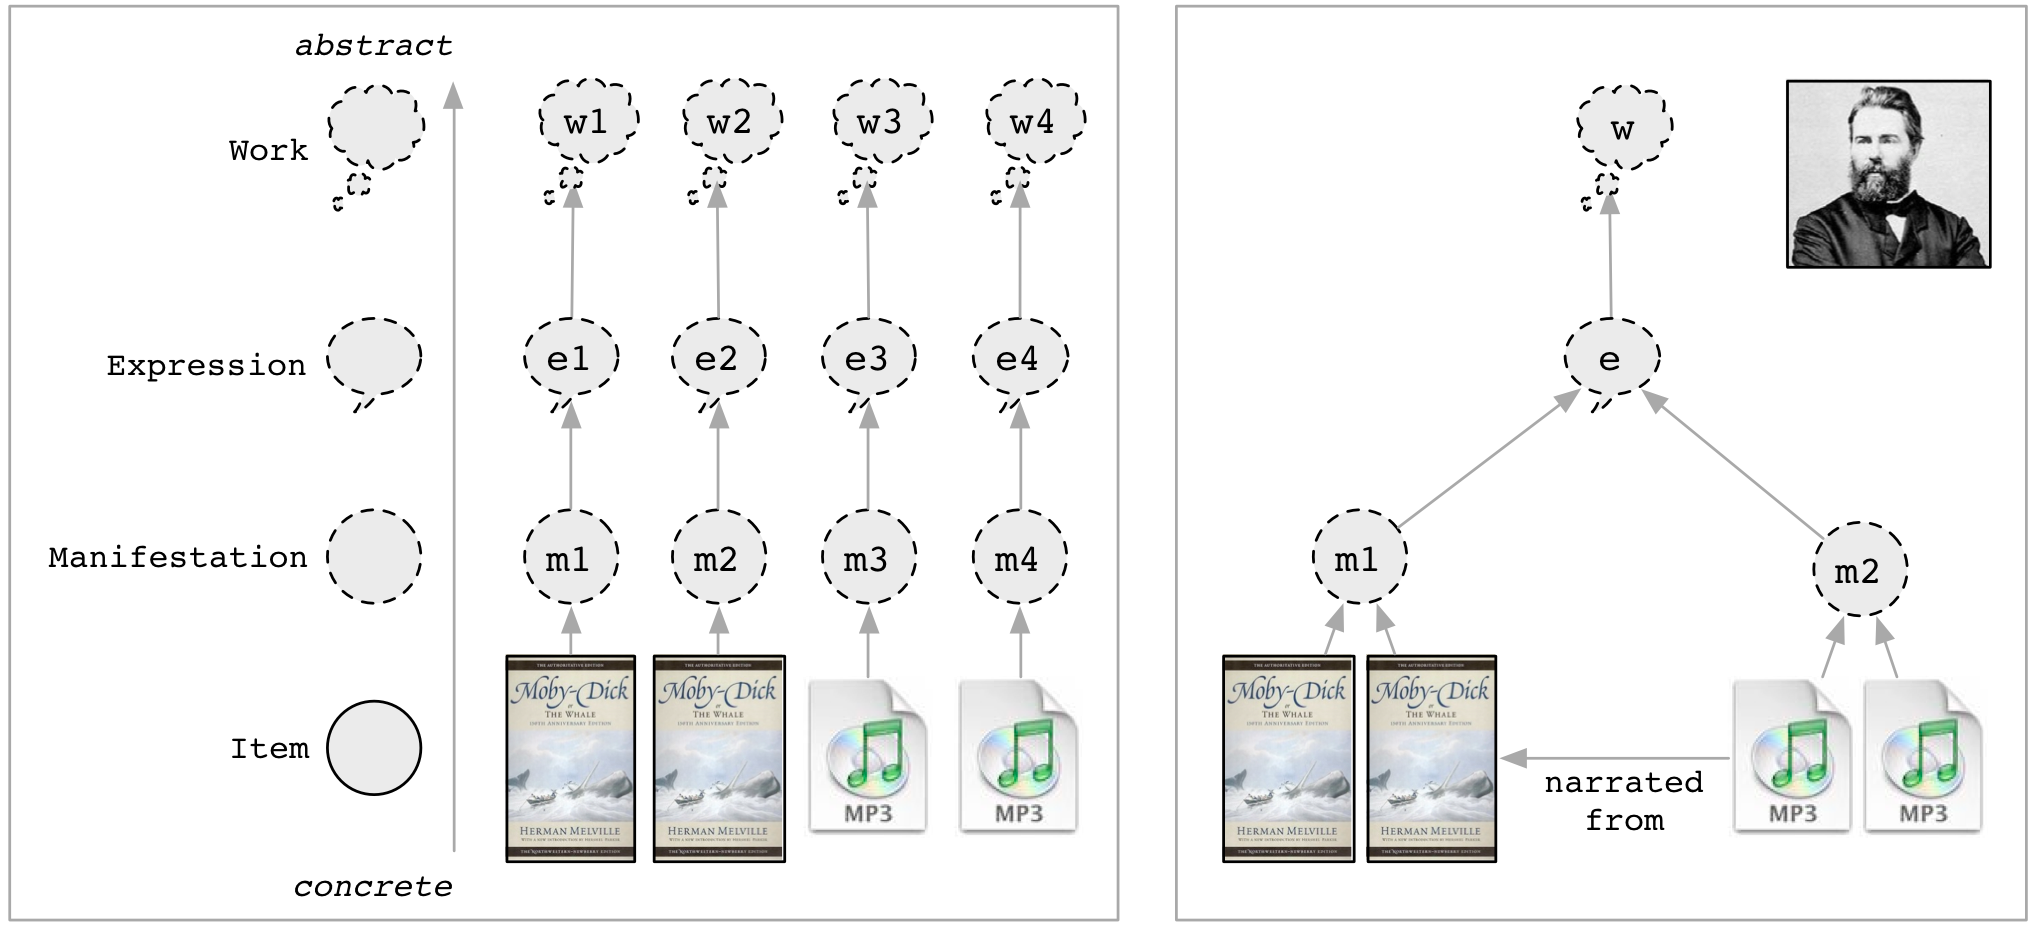 abstract
Work
w1 w2 w3 w4
Expression
e1 e2 e3 e4
Manifestation
m1 m2 m3 m4
Item
THE AUTHORITATIVE EDITION
Moby-Dick
or
THE WHALE
150TH ANNIVERSARY EDITION
HERMAN MELVILLE
THE NORTHWESTERN-NEWBERRY EDITION
THE AUTHORITATIVE EDITION
Moby-Dick
or
THE WHALE
150TH ANNIVERSARY EDITION
HERMAN MELVILLE
THE NORTHWESTERN-NEWBERRY EDITION
MP3
MP3
concrete
w
e
m1
m2
THE AUTHORITATIVE EDITION
Moby-Dick
or
THE WHALE
150TH ANNIVERSARY EDITION
HERMAN MELVILLE
THE NORTHWESTERN-NEWBERRY EDITION
THE AUTHORITATIVE EDITION
Moby-Dick
or
THE WHALE
150TH ANNIVERSARY EDITION
HERMAN MELVILLE
THE NORTHWESTERN-NEWBERRY EDITION
narrated
from
MP3
MP3